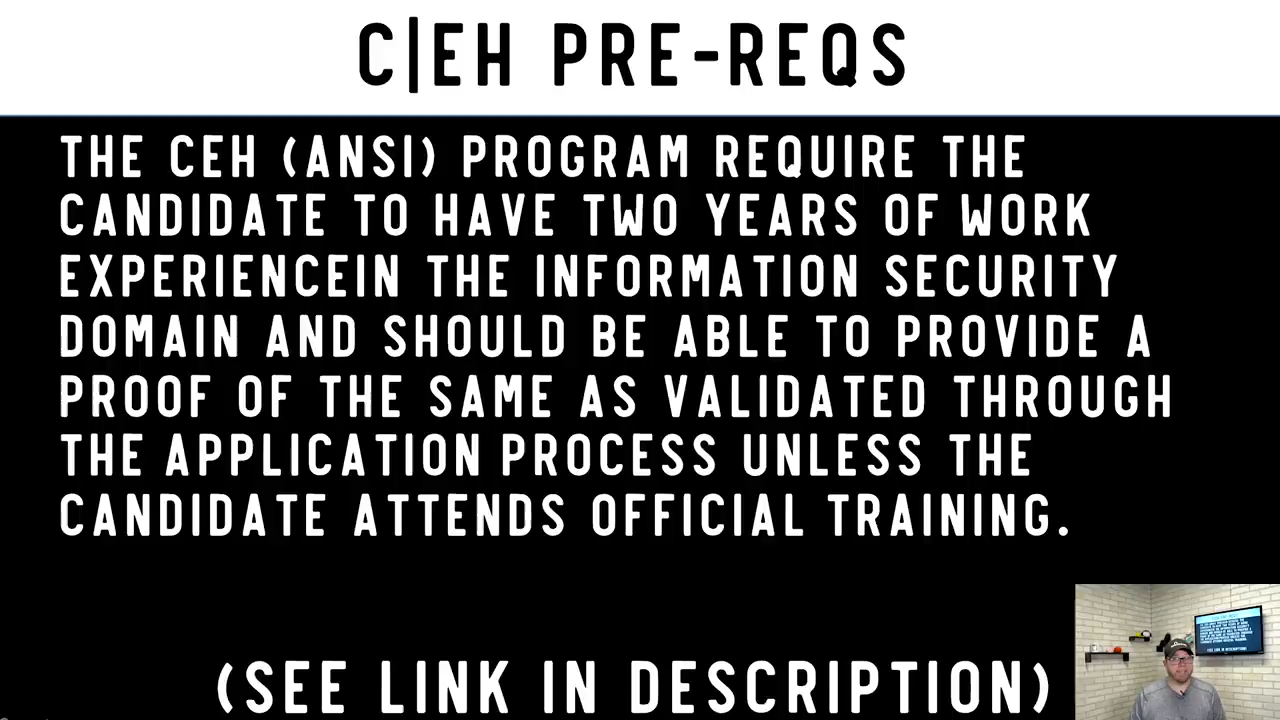 C|EH PRE-REQS
THE CEH (ANSI) PROGRAM REQUIRE THE
CANDIDATE TO HAVE TWO YEARS OF WORK
EXPERIENCEIN THE INFORMATION SECURITY
DOMAIN AND SHOULD BE ABLE TO PROVIDE A
PROOF OF THE SAME AS VALIDATED THROUGH
THE APPLICATION PROCESS UNLESS THE
CANDIDATE ATTENDS OFFICIAL TRAINING.
(SEE LINK IN DESCRIPTION)